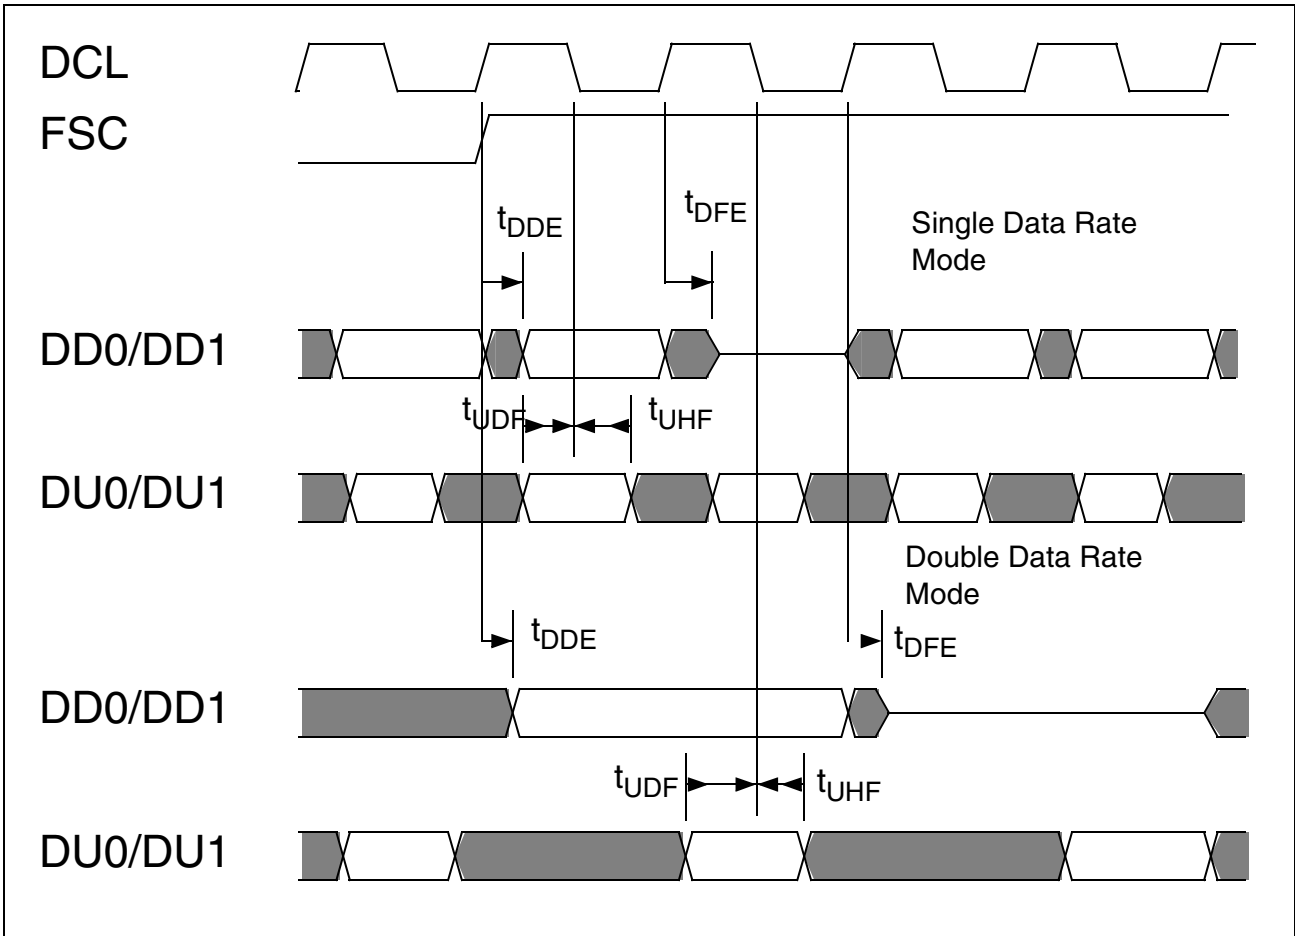 DCL
FSC
tDDE
tDFE
Single Data Rate
Mode
DD0/DD1
tUDF
tUHF
DU0/DU1
Double Data Rate
Mode
tDDE
tDFE
DD0/DD1
tUDF
tUHF
DU0/DU1